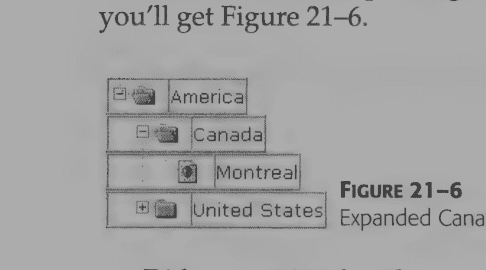 you'll get Figure 21–6.
America
Canada
Montreal
United States
FIGURE 21–6
Expanded Cana